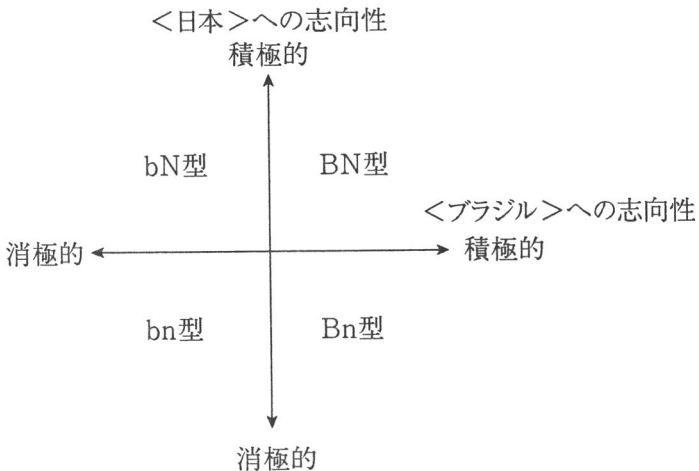 ＜日本＞への志向性
積極的
bN型
BN型
＜ブラジル＞への志向性
消極的
積極的
bn型
Bn型
消極的